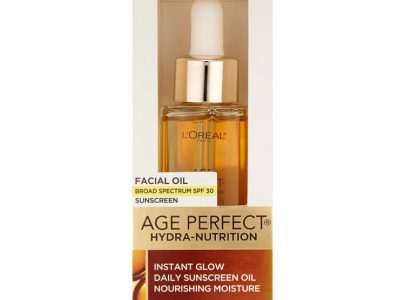 L'ORÉAL
AGE
FACIAL OIL
BROAD SPECTRUM SPF 30
SUNSCREEN
AGE PERFECT®
HYDRA-NUTRITION
INSTANT GLOW
DAILY SUNSCREEN OIL
NOURISHING MOISTURE